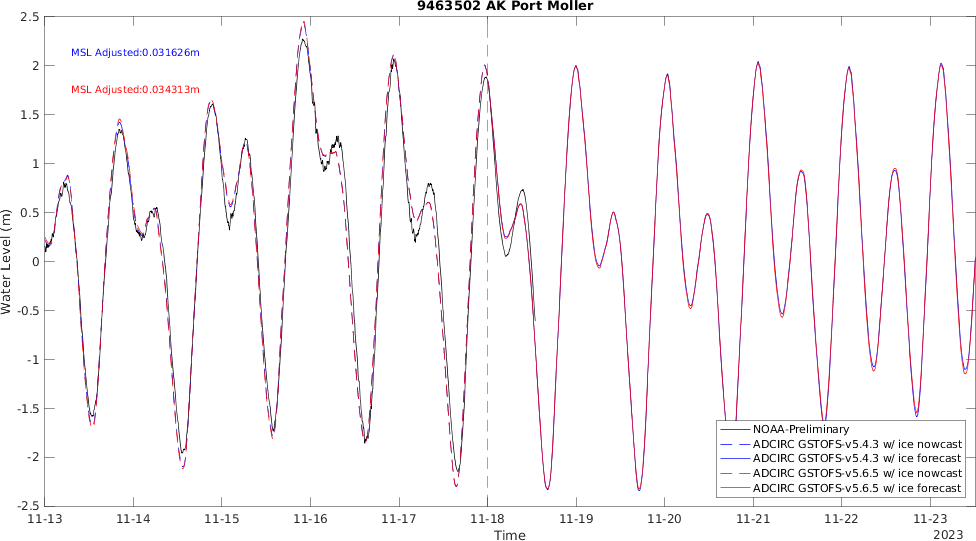 9463502 AK Port Moller
MSL Adjusted:0.031626m
MSL Adjusted:0.034313m
Water Level (m)
2.5
2
1.5
1
0.5
0
-0.5
-1
-1.5
-2
-2.5
NOAA-Preliminary
ADCIRC GSTOFS-v5.4.3 w/ ice nowcast
ADCIRC GSTOFS-v5.4.3 w/ ice forecast
ADCIRC GSTOFS-v5.6.5 w/ ice nowcast
ADCIRC GSTOFS-v5.6.5 w/ ice forecast
11-13 11-14 11-15 11-16 11-17 11-18 11-19 11-20 11-21 11-22 11-23
Time
2023